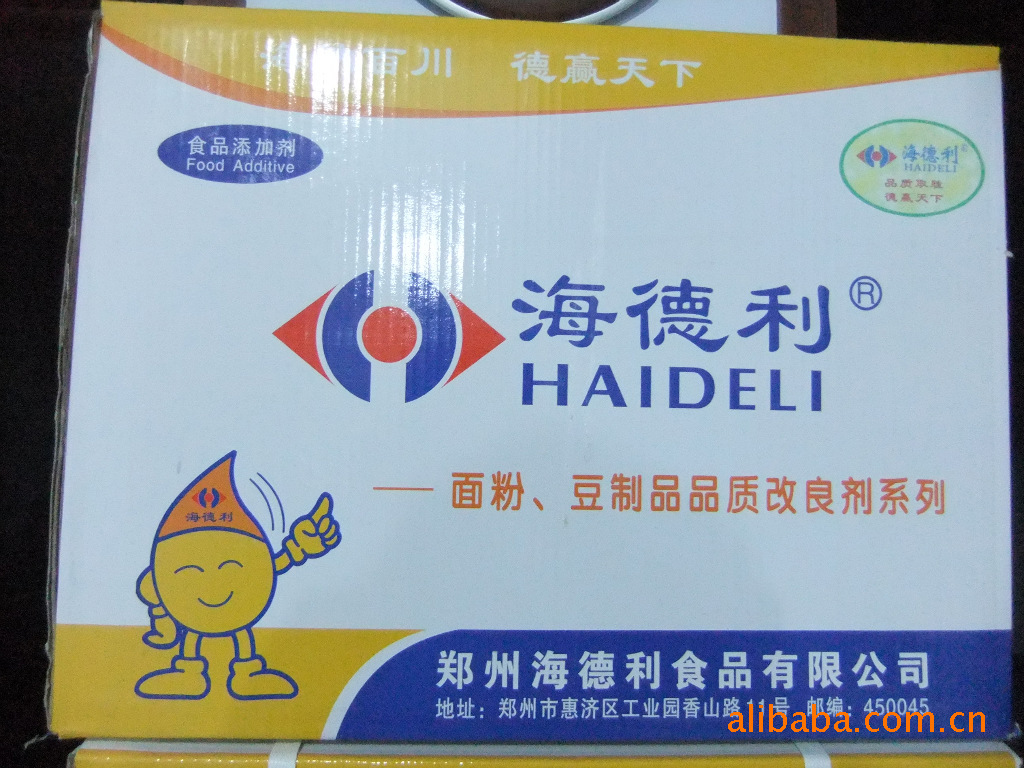 海 百川 德赢天下
食品添加剂
Food Additive
海德利®
HAIDELI
品质取胜
德赢天下
海德利®
HAIDELI
——面粉、豆制品品质改良剂系列
海德利
郑州海德利食品有限公司
地址：郑州市惠济区工业园香山路 号 邮编：450045
alibaba.com.cn